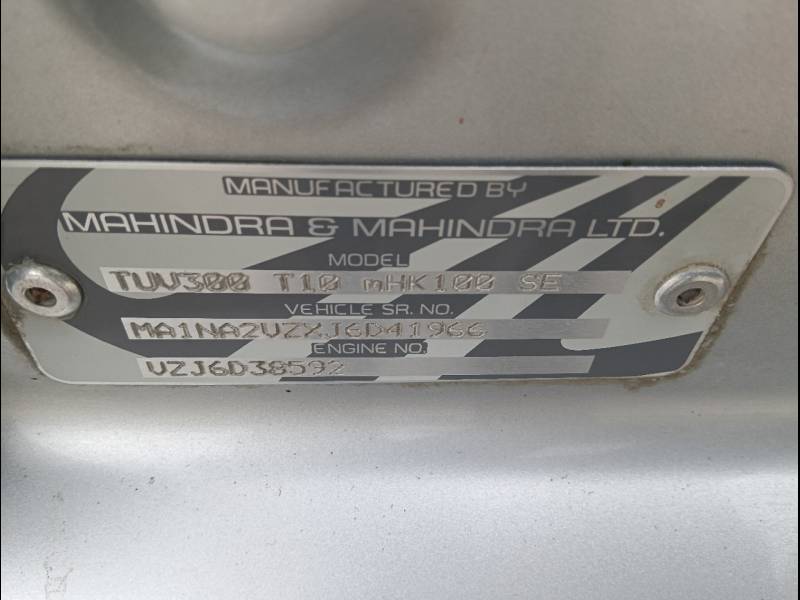 MANUFACTURED BY
MAHINDRA & MAHINDRA LTD.
MODEL
TUV300 T10 mHK100 SE
VEHICLE SR. NO.
MA1NA2VZXJ6D41966
ENGINE NO.
VZJ6D38592